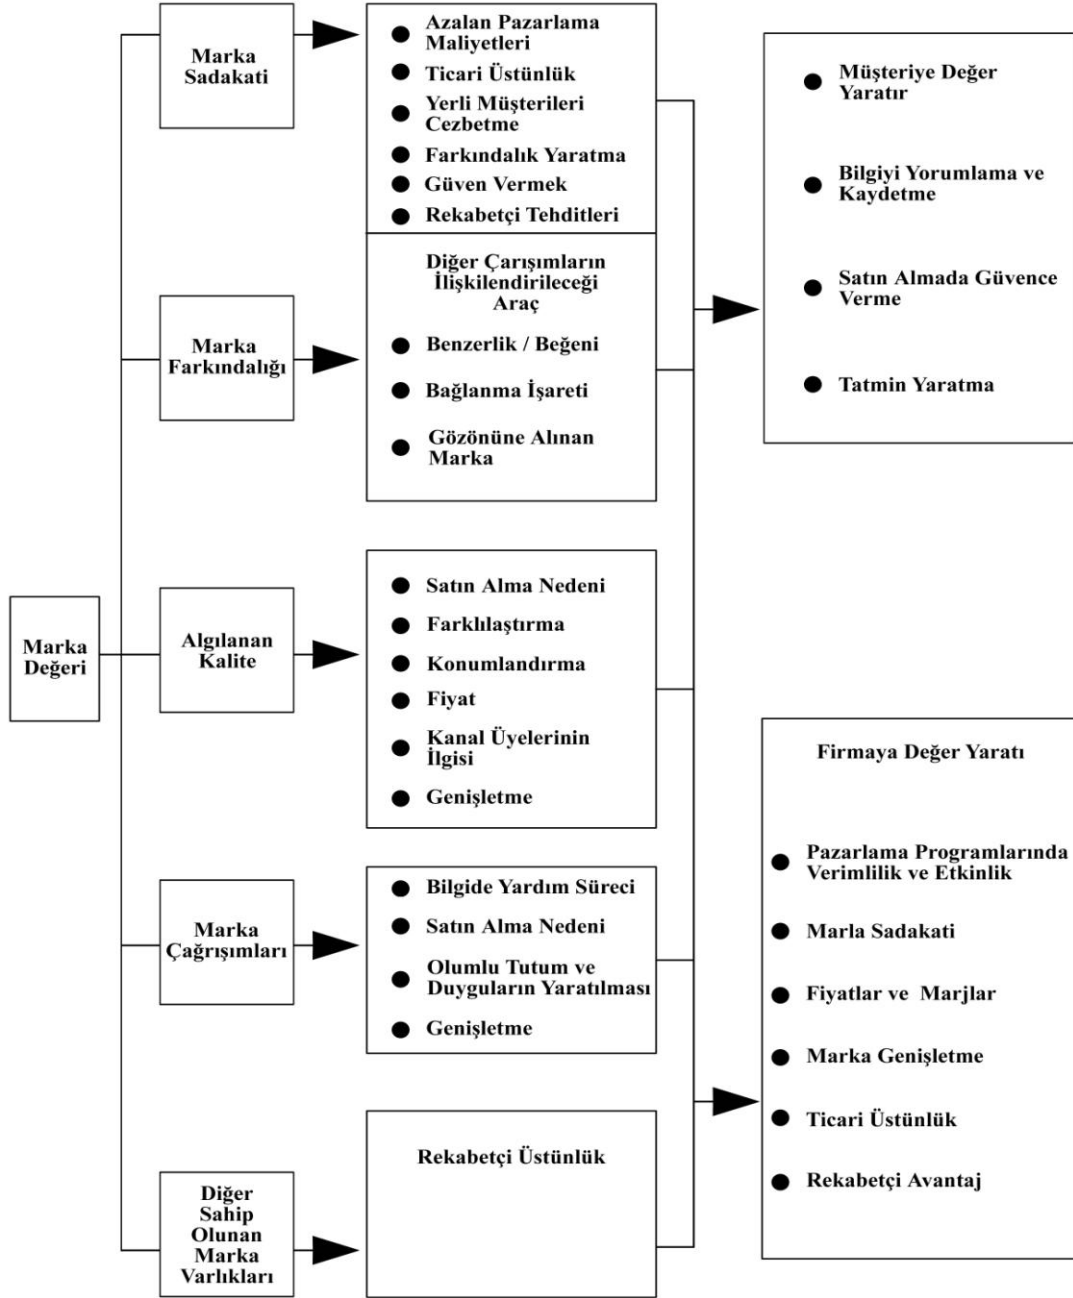 Marka
Değeri
Marka
Sadakati
Azalan Pazarlama
Maliyetleri
Ticari Üstünlük
Yerli Müşterileri
Cezbetme
Farkındalık Yaratma
Güven Vermek
Rekabetçi Tehditleri
Marka
Farkındalığı
Diğer Çarışımların
İlişkilendirileceği
Araç
Benzerlik / Beğeni
Bağlanma İşareti
Gözönüne Alınan
Marka
Algılanan
Kalite
Satın Alma Nedeni
Farklılaştırma
Konumlandırma
Fiyat
Kanal Üyelerinin
İlgisi
Genişletme
Marka
Çağrışımları
Bilgide Yardım Süreci
Satın Alma Nedeni
Olumlu Tutum ve
Duyguların Yaratılması
Genişletme
Diğer
Sahip
Olunan
Marka
Varlıkları
Rekabetçi Üstünlük
Müşteriye Değer
Yaratır
Bilgiyi Yorumlama ve
Kaydetme
Satın Almada Güvence
Verme
Tatmin Yaratma
Firmaya Değer Yaratı
Pazarlama Programlarında
Verimlilik ve Etkinlik
Marla Sadakati
Fiyatlar ve Marjlar
Marka Genişletme
Ticari Üstünlük
Rekabetçi Avantaj